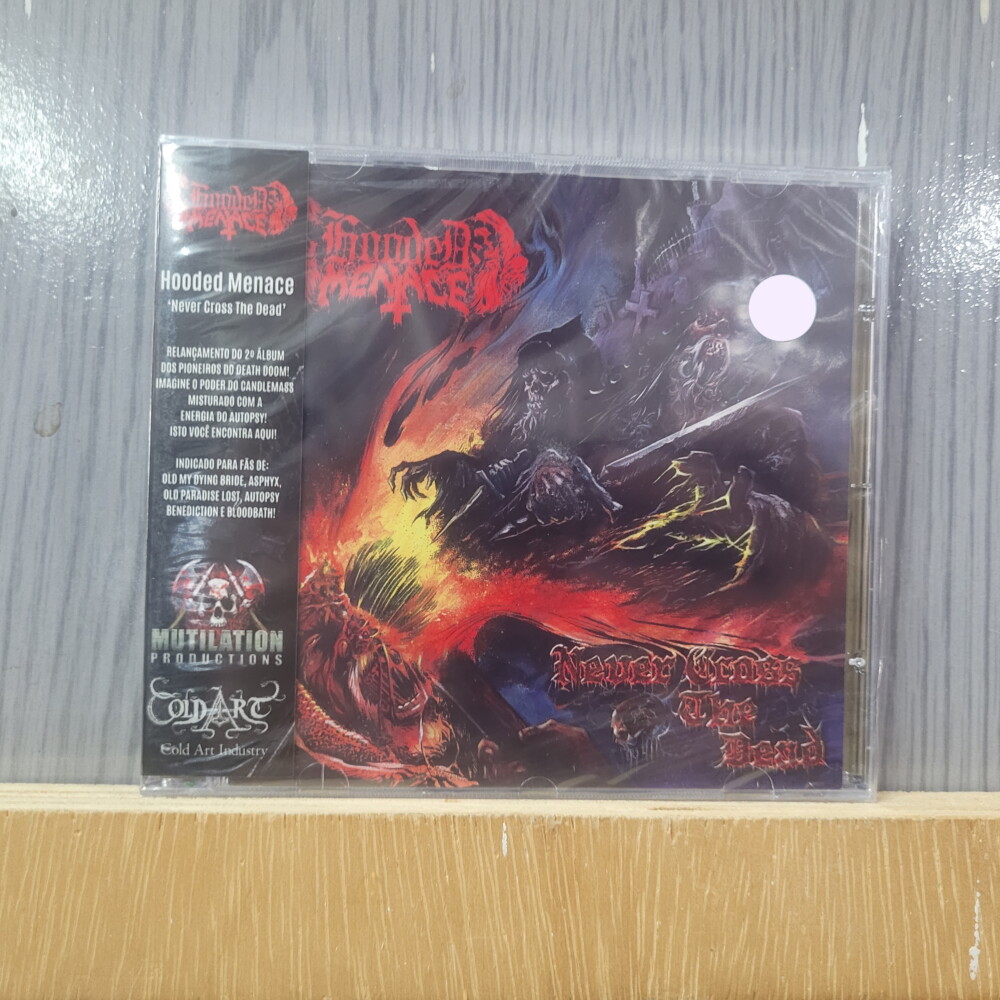 Hooded
Menace
Hooded Menace
'Never Cross The Dead'
RELANÇAMENTO DO 2º ÁLBUM
DOS PIONEIROS DO DEATH DOOM!
IMAGINE O PODER DO CANDLEMASS
MISTURADO COM A
ENERGIA DO AUTOPSY!
ISTO VOCÊ ENCONTRA AQUI!
INDICADO PARA FÃS DE:
OLD MY DYING BRIDE, ASPHYX,
OLD PARADISE LOST, AUTOPSY
BENEDICTION E BLOODBATH!
MUTILATION
PRODUCTIONS
COLD ART
Cold Art Industry
Hooded
Menace
Never Cross
The
Dead